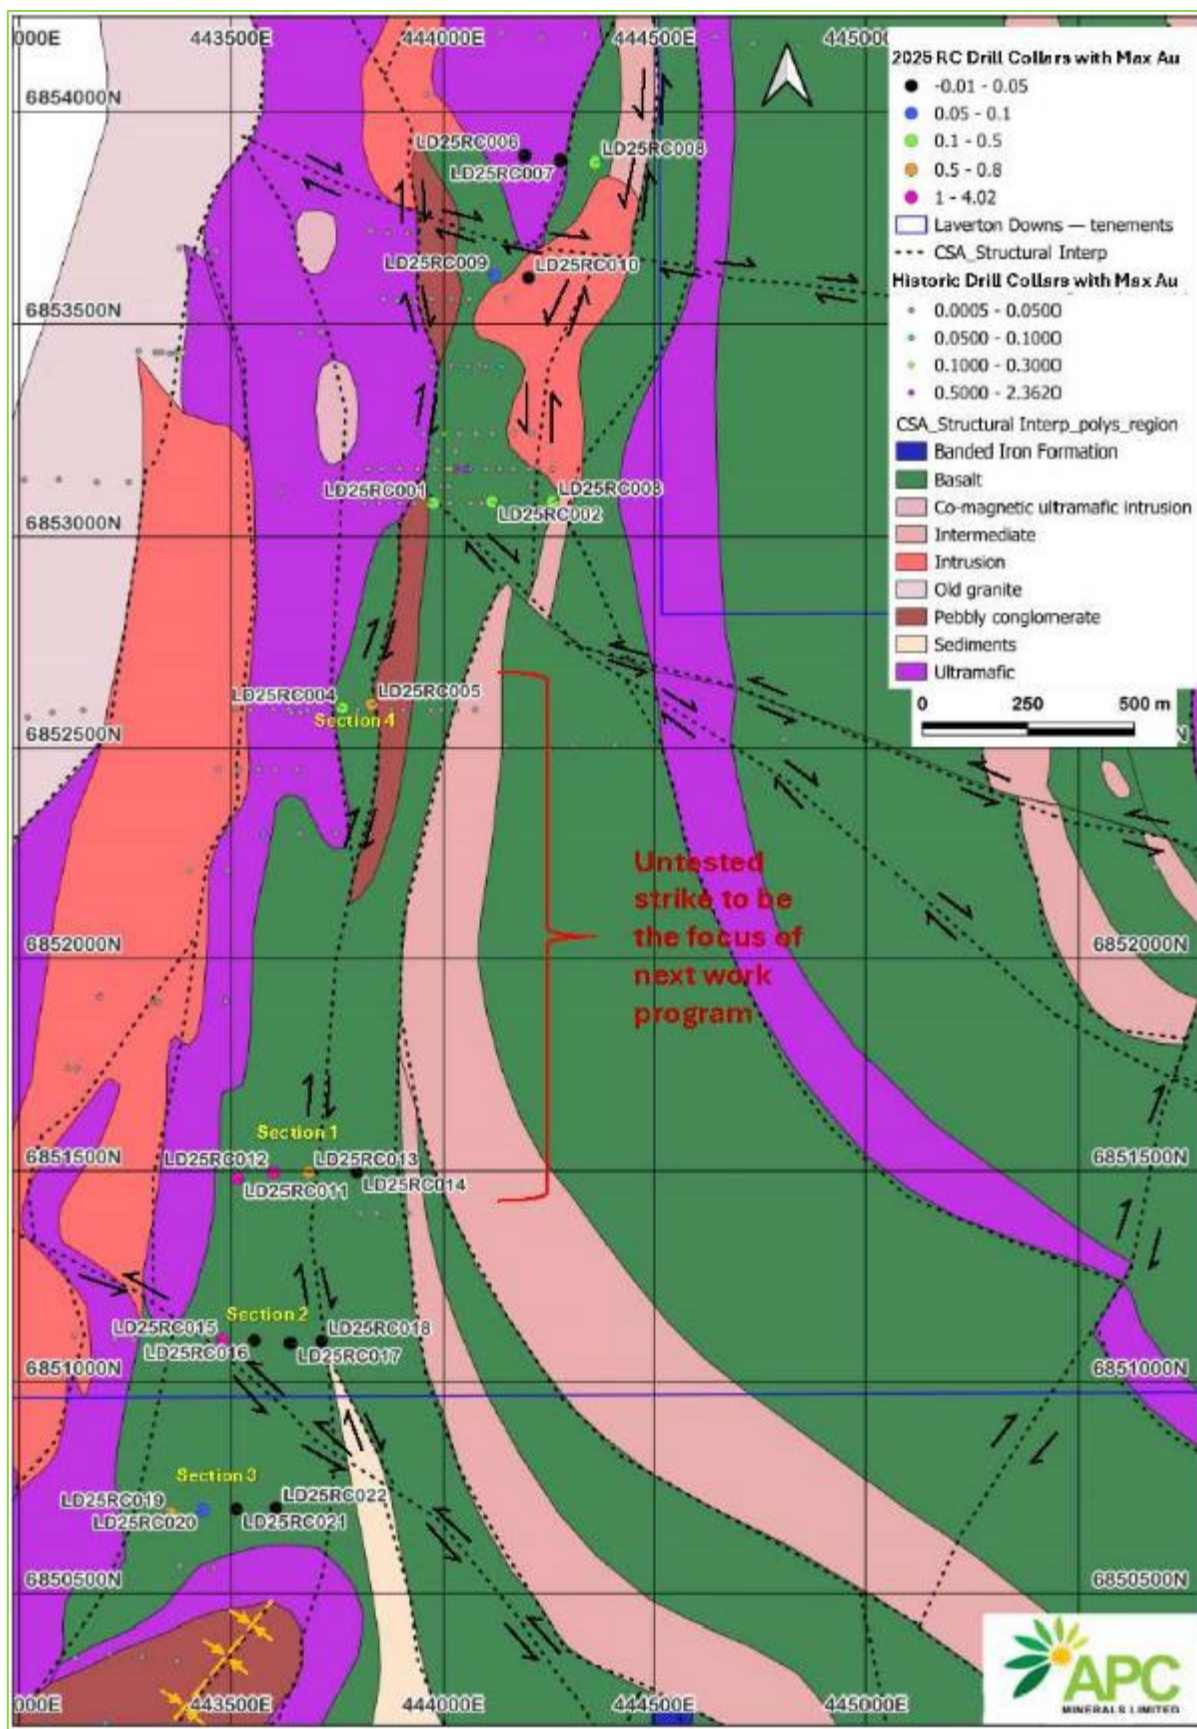 000E 443500E 444000E 444500E 44500
6854000N
2025 RC Drill Collars with Max Au
-0.01 - 0.05
0.05 - 0.1
0.1 - 0.5
0.5 - 0.8
1 - 4.02
Laverton Downs — tenements
CSA_Structural Interp
Historic Drill Collars with Max Au
0.0005 - 0.0500
0.0500 - 0.1000
0.1000 - 0.3000
0.5000 - 2.3620
CSA_Structural Interp_polys_region
Banded Iron Formation
Basalt
Co-magnetic ultramafic intrusion
Intermediate
Intrusion
Old granite
Pebbly conglomerate
Sediments
Ultramafic
0 250 500 m
LD25RC006
LD25RC007
LD25RC008
LD25RC009
LD25RC010
6853500N
LD25RC001
LD25RC008
LD25RC002
6853000N
LD25RC004
LD25RC005
Section 4
6852500N
N
Untested
strike to be
the focus of
next work
program
6852000N 6852000N
Section 1
LD25RC012
LD25RC013
LD25RC011
LD25RC014
6851500N 6851500N
Section 2
LD25RC015
LD25RC018
LD25RC016
LD25RC017
6851000N 6851000N
Section 3
LD25RC019
LD25RC022
LD25RC020
LD25RC021
6850500N 6850500N
000E 443500E 444000E 444500E 445000E
APC
MINERALS LIMITED